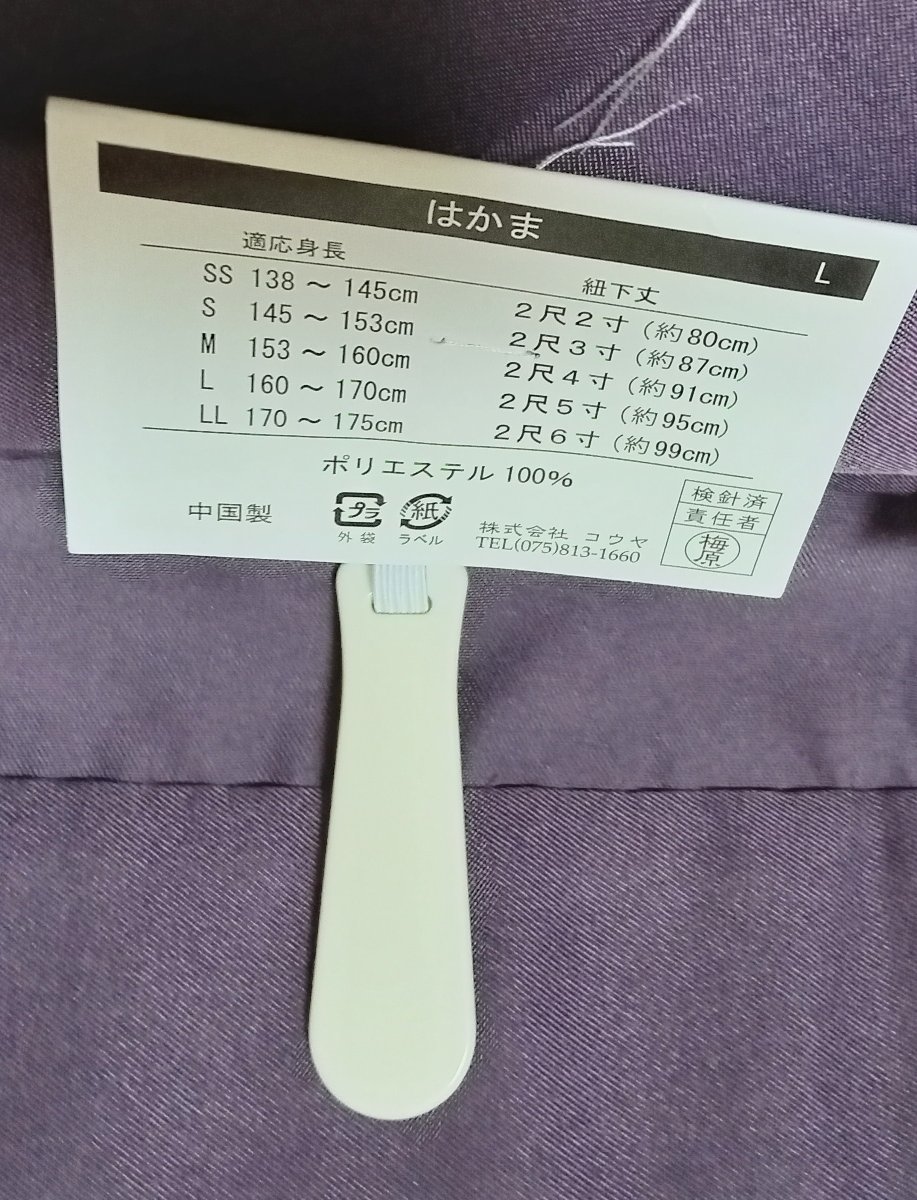 はかま
L
適応身長 紐下丈
SS 138 ～ 145cm 2尺2寸 (約80cm)
S 145 ～ 153cm 2尺3寸 (約87cm)
M 153 ～ 160cm 2尺4寸 (約91cm)
L 160 ～ 170cm 2尺5寸 (約95cm)
LL 170 ～ 175cm 2尺6寸 (約99cm)
ポリエステル 100%
中国製
プラ
外袋
紙
ラベル
株式会社 コウヤ
TEL(075)813-1660
検針済
責任者
梅原